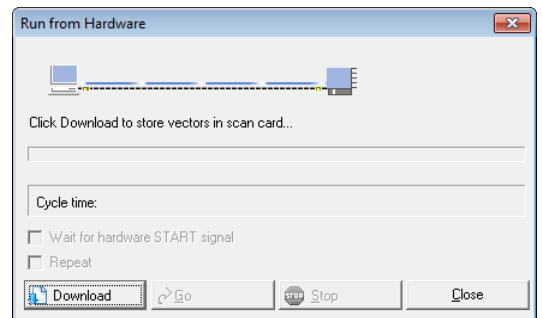 Run from Hardware
Click Download to store vectors in scan card...
Cycle time:
Wait for hardware START signal
Repeat
Download Go STOP Stop Close